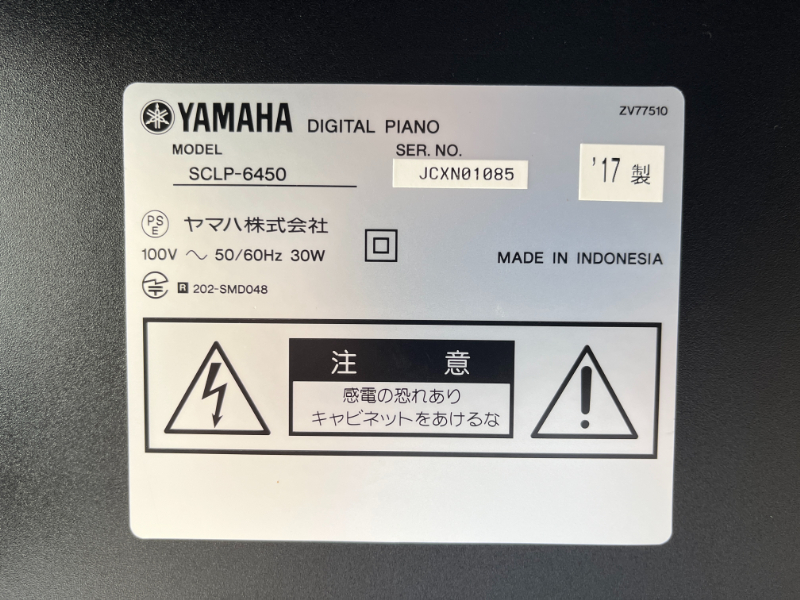 YAMAHA DIGITAL PIANO
ZV77510
MODEL
SCLP-6450
SER. NO.
JCXN01085
'17 製
PS
E
ヤマハ株式会社
100V ～ 50/60Hz 30W
MADE IN INDONESIA
R 202-SMD048
注 意
感電の恐れあり
キャビネットをあけるな